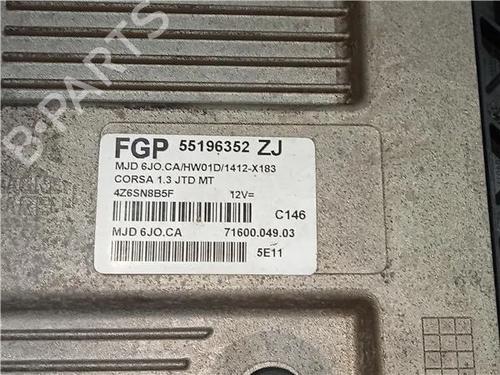 B-PARTS
FGP 55196352 ZJ
MJD 6JO.CA/HW01D/1412-X183
CORSA 1.3 JTD MT
4Z6SN8B5F 12V=
C146
MJD 6JO.CA 71600.049.03
5E11